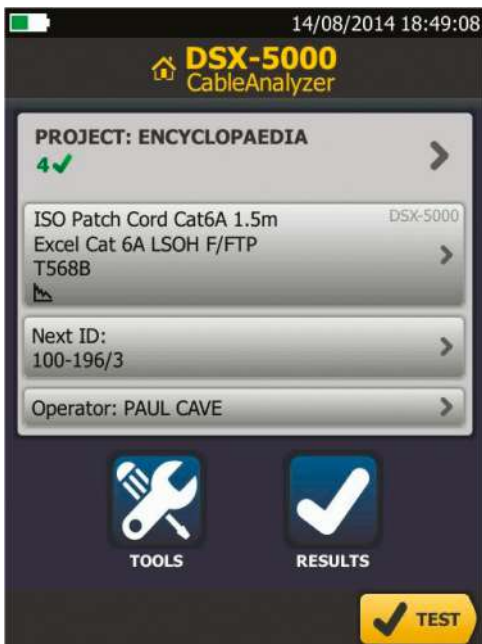 14/08/2014 18:49:08
DSX-5000
CableAnalyzer
PROJECT: ENCYCLOPAEDIA
4
ISO Patch Cord Cat6A 1.5m
DSX-5000
Excel Cat 6A LSOH F/FTP
T568B
Next ID:
100-196/3
Operator: PAUL CAVE
TOOLS
RESULTS
TEST